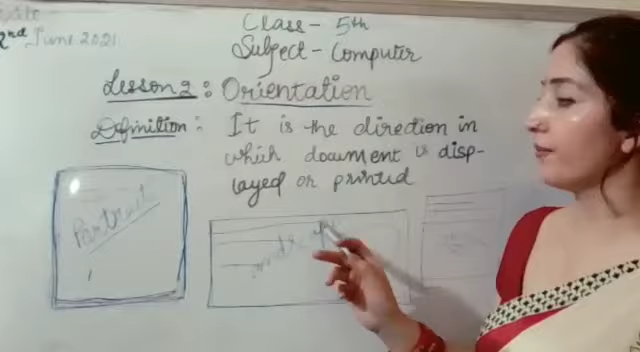 2nd June 2021
Class - 5th
Subject - Computer
Lesson 2 : Orientation
Definition : It is the direction in
which document is disp-
layed or printed
Portrait